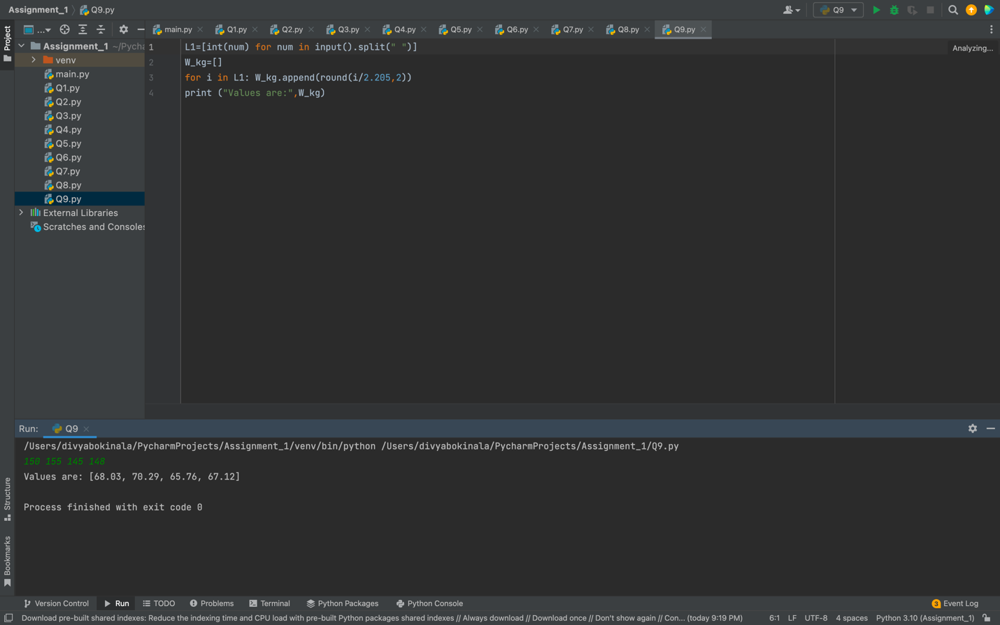 Assignment_1 Q9.py
Q9
Project
...
main.py Q1.py Q2.py Q3.py Q4.py Q5.py Q6.py Q7.py Q8.py Q9.py
Assignment_1 ~/Pycha
venv
main.py
Q1.py
Q2.py
Q3.py
Q4.py
Q5.py
Q6.py
Q7.py
Q8.py
Q9.py
External Libraries
Scratches and Consoles
1 L1=[int(num) for num in input().split(" ")]
2 W_kg=[]
3 for i in L1: W_kg.append(round(i/2.205,2))
4 print ("Values are:",W_kg)
Analyzing...
Run: Q9
/Users/divyabokinala/PycharmProjects/Assignment_1/venv/bin/python /Users/divyabokinala/PycharmProjects/Assignment_1/Q9.py
150 155 145 148
Values are: [68.03, 70.29, 65.76, 67.12]
Process finished with exit code 0
Structure
Bookmarks
Version Control Run TODO Problems Terminal Python Packages Python Console 3 Event Log
Download pre-built shared indexes: Reduce the indexing time and CPU load with pre-built Python packages shared indexes // Always download // Download once // Don't show again // Con... (today 9:19 PM) 6:1 LF UTF-8 4 spaces Python 3.10 (Assignment_1)